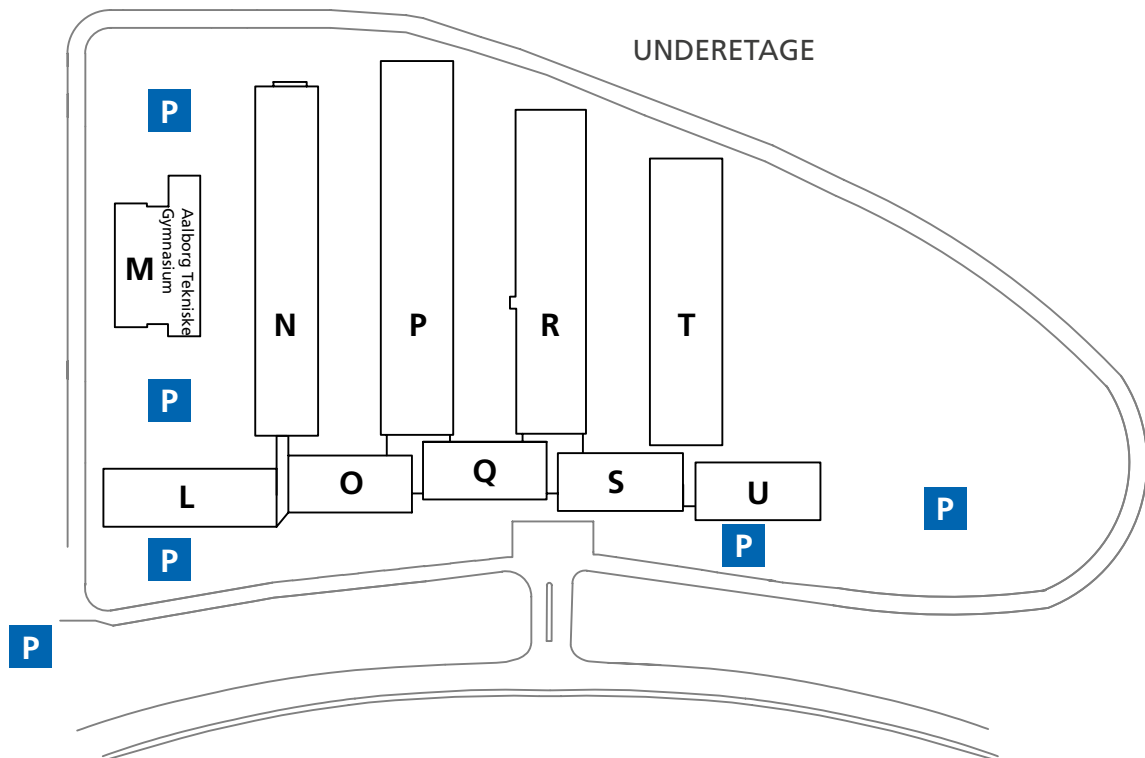 UNDERETAGE
P
M
Aalborg Tekniske
Gymnasium
N
P
R
T
P
L
O
Q
S
U
P
P
P
P